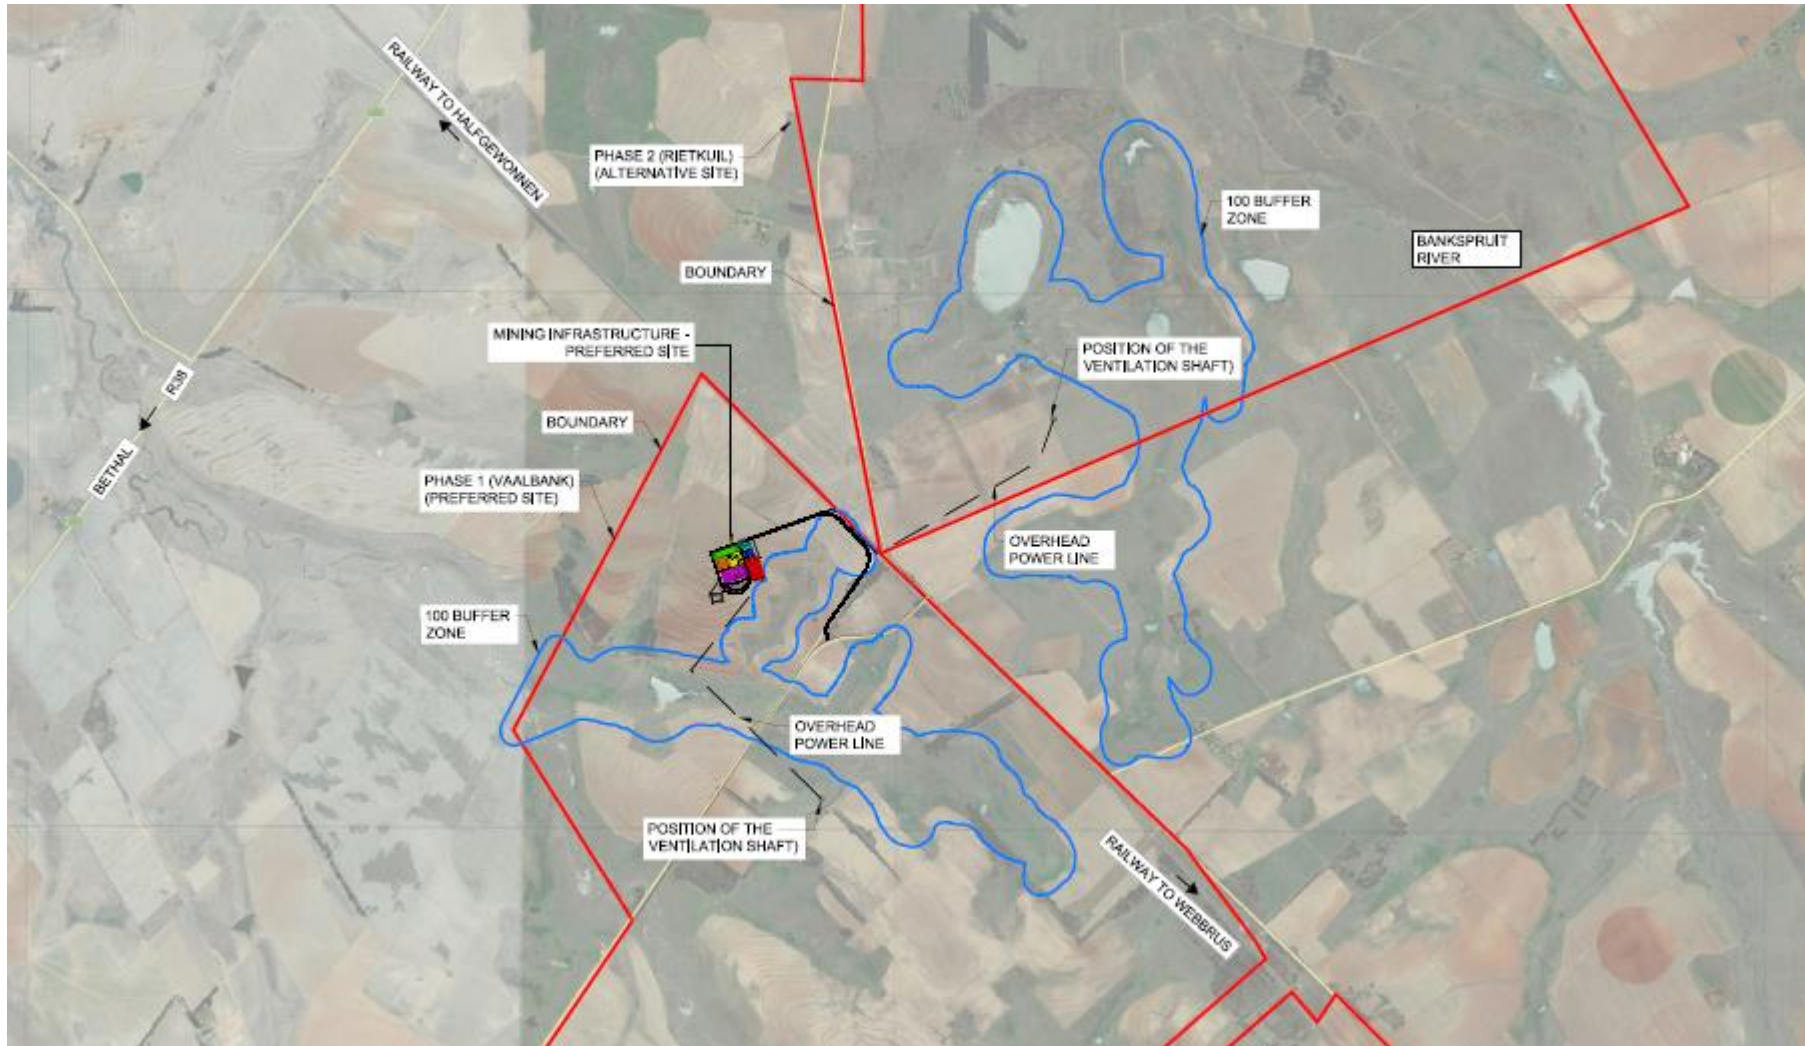 RAILWAY TO HALFGEWONNEN
PHASE 2 (RIETKUIL)
(ALTERNATIVE SITE)
100 BUFFER
ZONE
BANKSPRUIT
RIVER
BOUNDARY
MINING INFRASTRUCTURE -
PREFERRED SITE
POSITION OF THE
VENTILATION SHAFT)
R38
BETHAL
BOUNDARY
PHASE 1 (VAALBANK)
(PREFERRED SITE)
OVERHEAD
POWER LINE
100 BUFFER
ZONE
OVERHEAD
POWER LINE
POSITION OF THE
VENTILATION SHAFT)
RAILWAY TO WEBBRUS